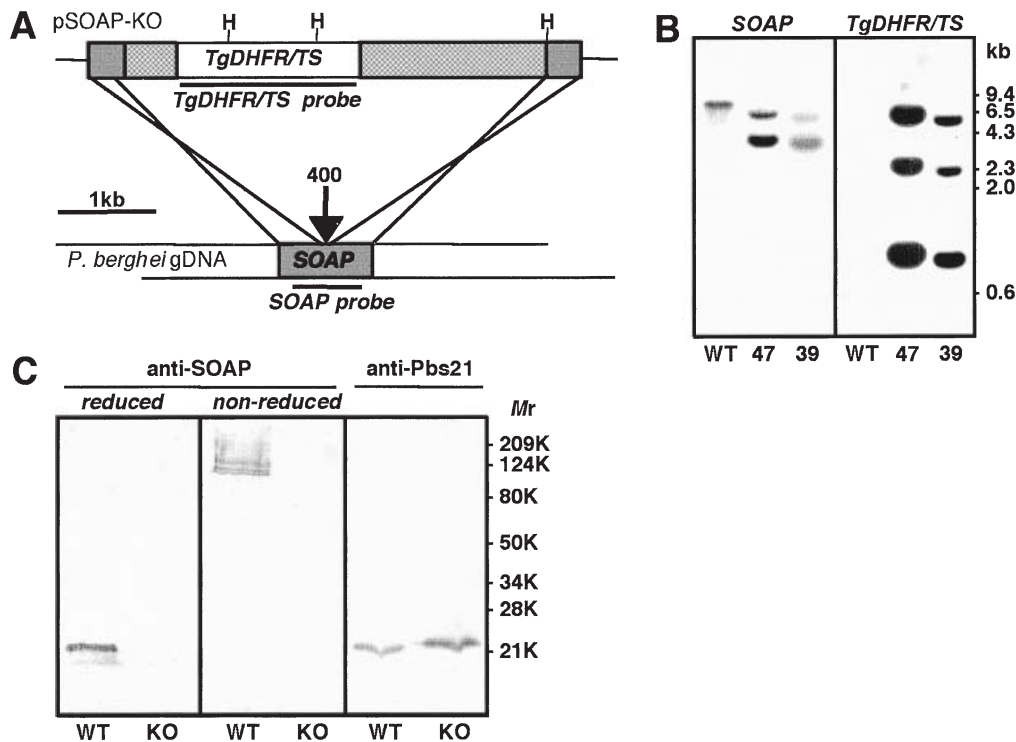 A
pSOAP-KO
H H H
TgDHFR/TS
TgDHFR/TS probe
400
1kb
P. berghei gDNA
SOAP
SOAP probe
B
SOAP TgDHFR/TS
kb
9.4
6.5
4.3
2.3
2.0
0.6
WT 47 39 WT 47 39
C
anti-SOAP anti-Pbs21
reduced non-reduced
Mr
209K
124K
80K
50K
34K
28K
21K
WT KO WT KO WT KO